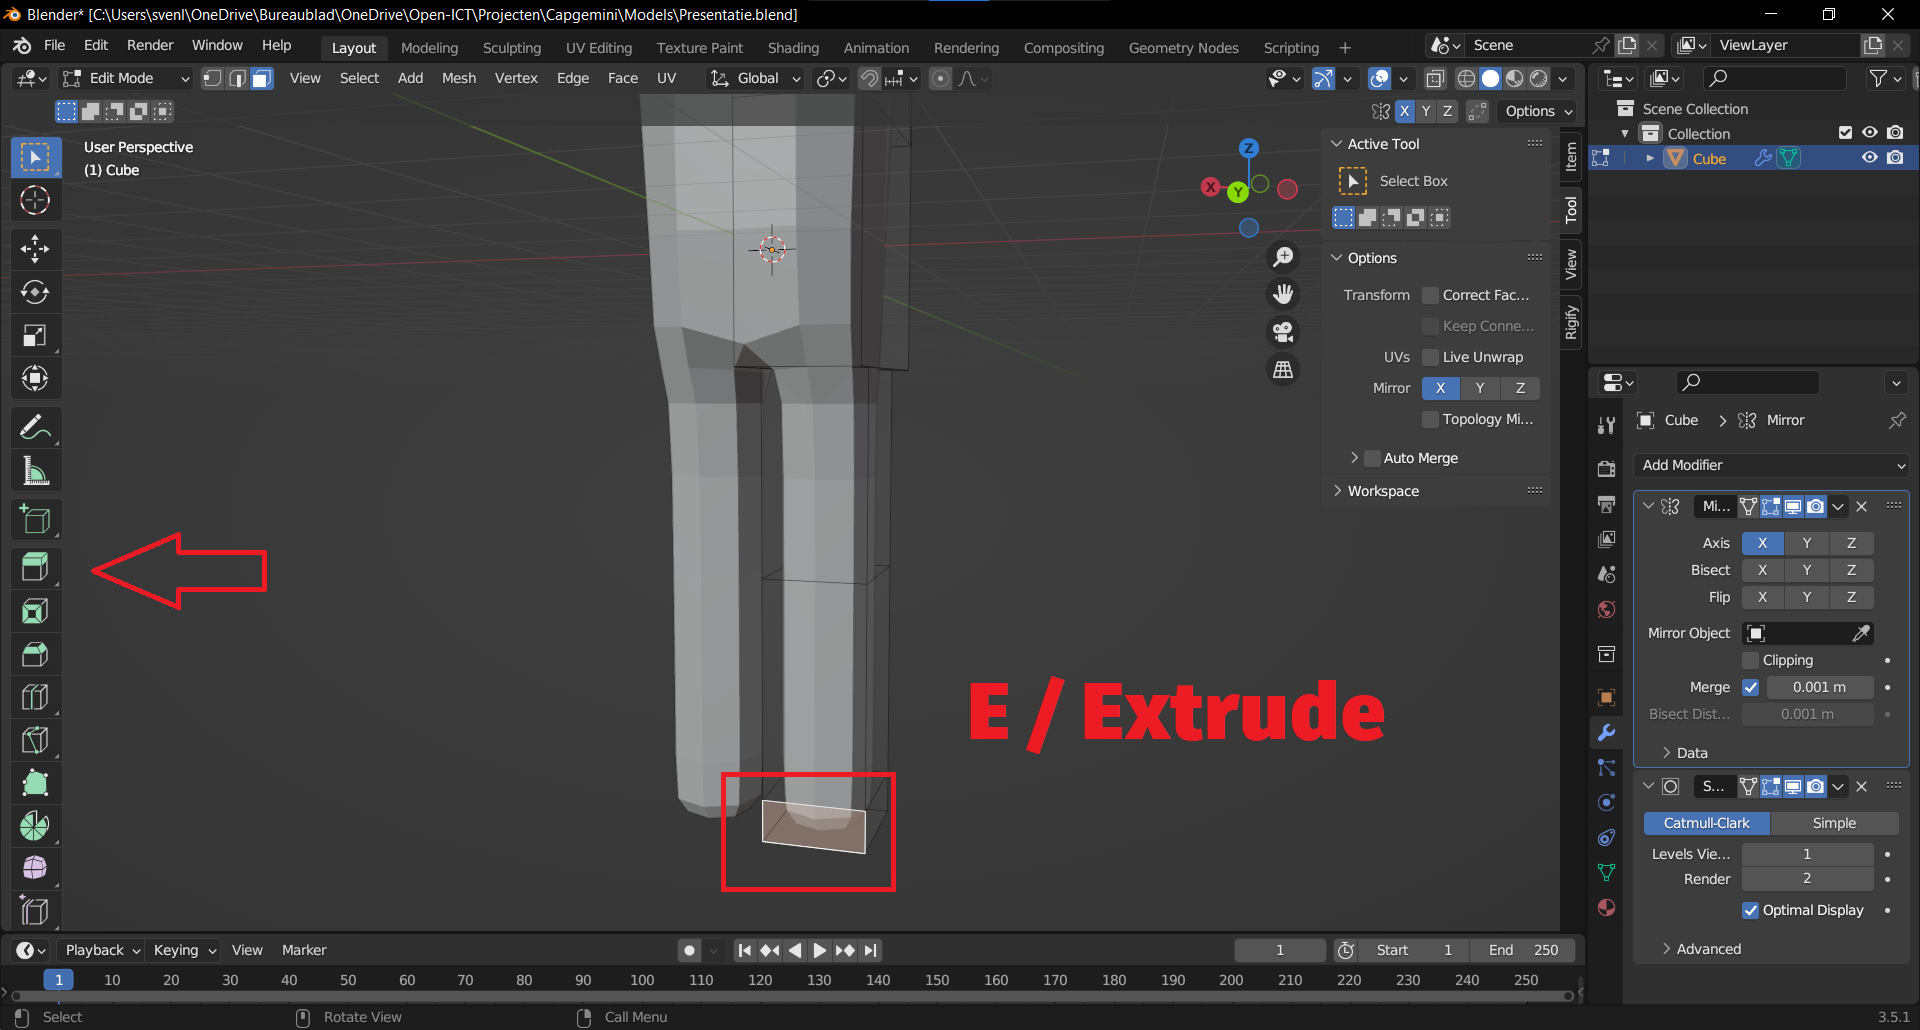 Blender* [C:\Users\svenl\OneDrive\Bureaublad\OneDrive\Open-ICT\Projecten\Capgemini\Models\Presentatie.blend]
File Edit Render Window Help Layout Modeling Sculpting UV Editing Texture Paint Shading Animation Rendering Compositing Geometry Nodes Scripting + Scene ViewLayer
Edit Mode View Select Add Mesh Vertex Edge Face UV Global
X Y Z Options
User Perspective
(1) Cube
Z
X
Y
Active Tool
Select Box
Options
Transform Correct Fac...
Keep Conne...
UVs Live Unwrap
Mirror X Y Z
Topology Mi...
Auto Merge
Workspace
Item
Tool
View
Rigify
E / Extrude
Scene Collection
Collection
Cube
Cube > Mirror
Add Modifier
Mi...
Axis X Y Z
Bisect X Y Z
Flip X Y Z
Mirror Object
Clipping
Merge 0.001 m
Bisect Dist... 0.001 m
Data
S...
Catmull-Clark Simple
Levels Vie... 1
Render 2
Optimal Display
Advanced
Playback Keying View Marker 1 Start 1 End 250
1 10 20 30 40 50 60 70 80 90 100 110 120 130 140 150 160 170 180 190 200 210 220 230 240 250
Select Rotate View Call Menu 3.5.1